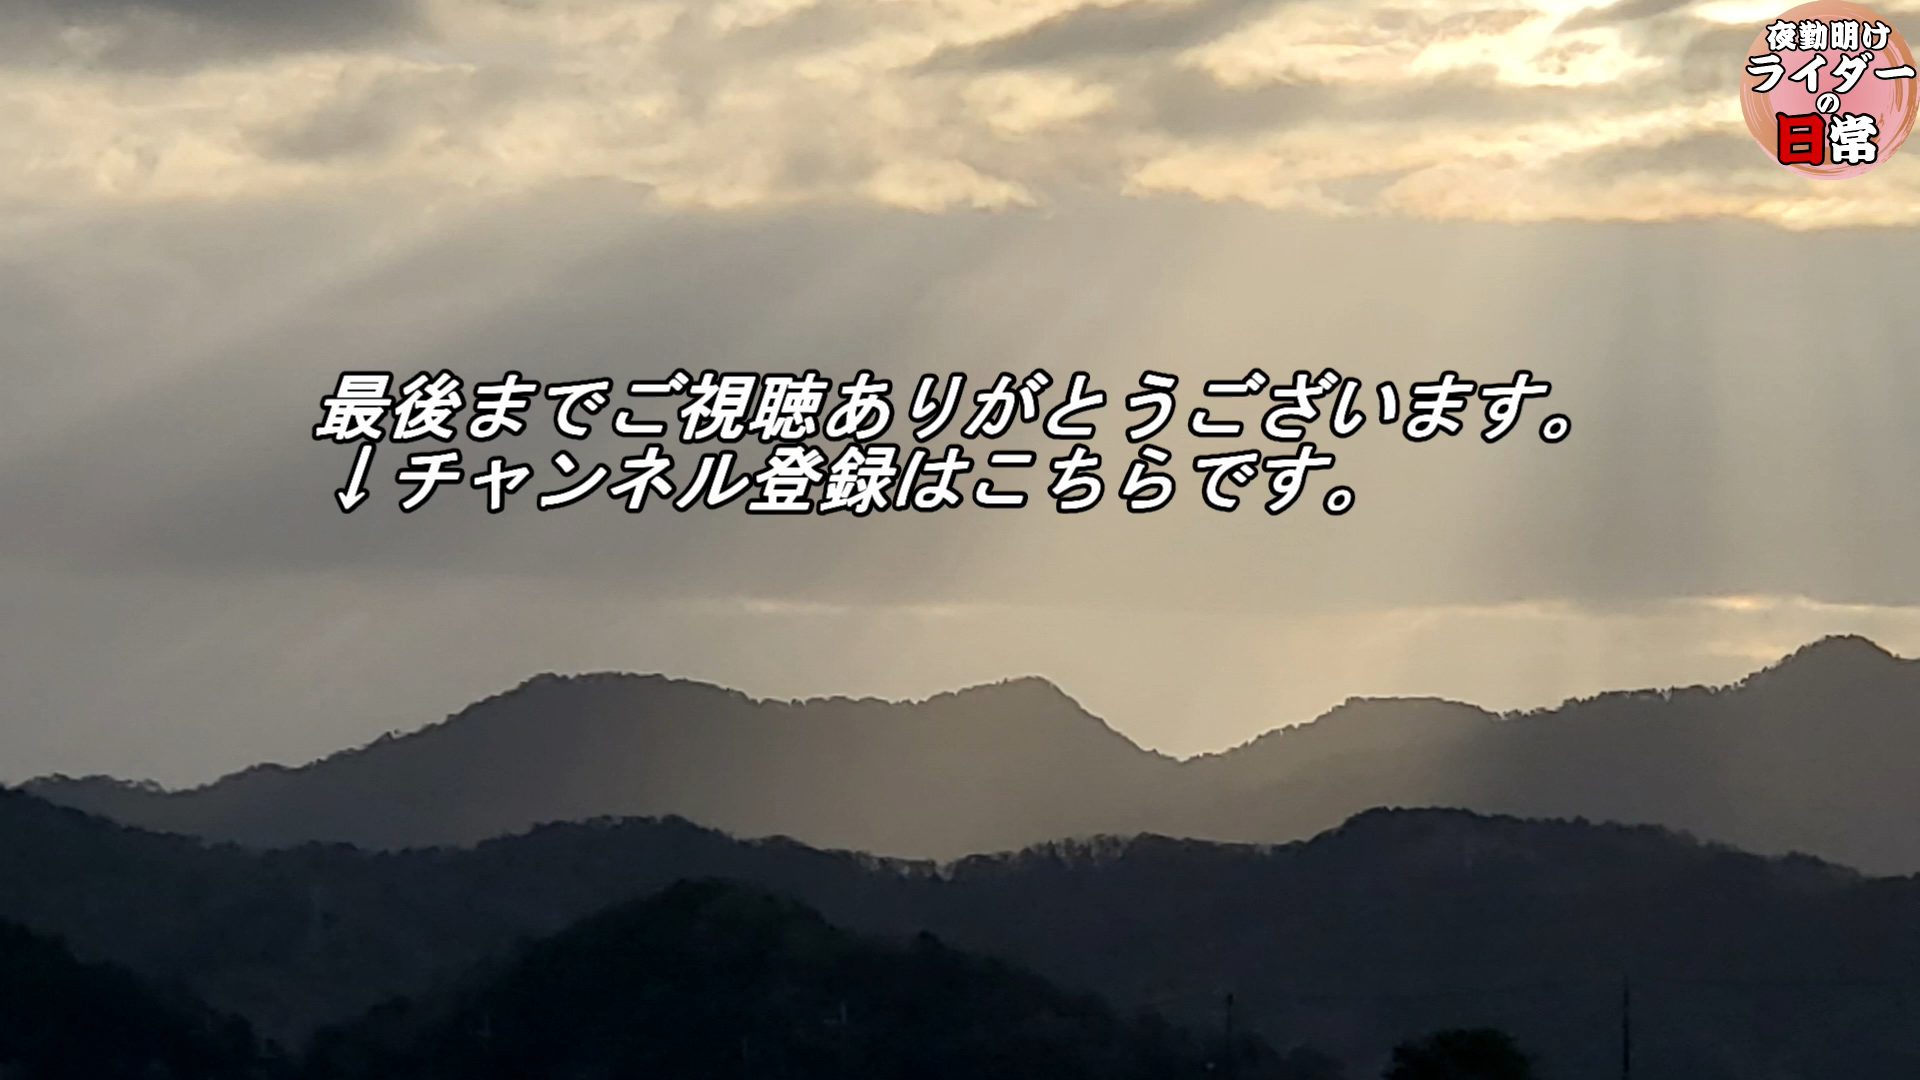 夜勤明け
ライダー
の
日常
最後までご視聴ありがとうございます。
↓チャンネル登録はこちらです。